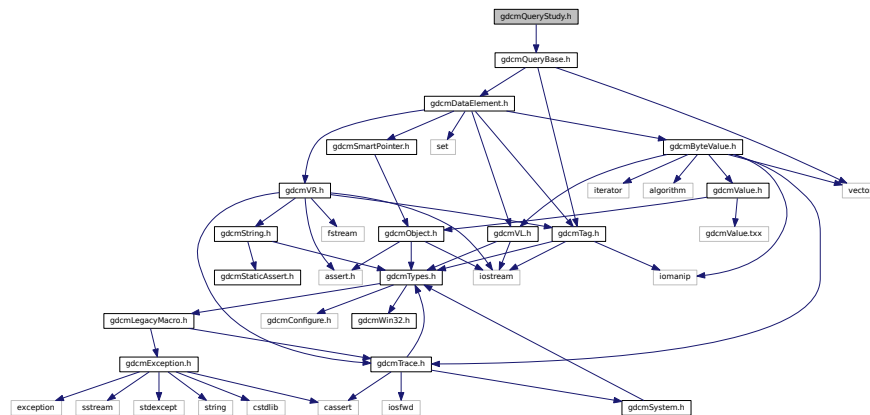 gdcmQueryStudy.h
gdcmQueryBase.h
gdcmDataElement.h
gdcmSmartPointer.h
set
gdcmByteValue.h
gdcmVR.h
iterator
algorithm
gdcmValue.h
vector
gdcmString.h
fstream
gdcmObject.h
gdcmVL.h
gdcmTag.h
gdcmValue.txx
gdcmStaticAssert.h
assert.h
gdcmTypes.h
iostream
iomanip
gdcmLegacyMacro.h
gdcmConfigure.h
gdcmWin32.h
gdcmException.h
gdcmTrace.h
exception
sstream
stdexcept
string
cstdlib
cassert
iosfwd
gdcmSystem.h